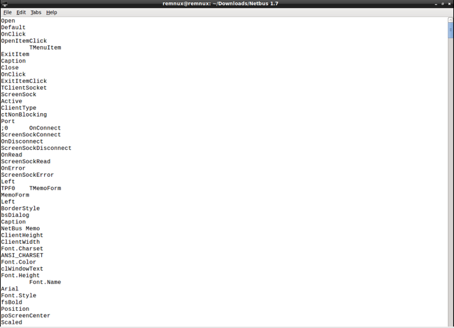 remnux@remnux: ~/Downloads/Netbus 1.7
File Edit Tabs Help
Open
Default
OnClick
OpenItemClick
TMenuItem
ExitItem
Caption
Close
OnClick
ExitItemClick
TClientSocket
ScreenSock
Active
ClientType
ctNonBlocking
Port
;0 OnConnect
ScreenSockConnect
OnDisconnect
ScreenSockDisconnect
OnRead
ScreenSockRead
OnError
ScreenSockError
Left
TPF0 TMemoForm
MemoForm
Left
BorderStyle
bsDialog
Caption
NetBus Memo
ClientHeight
ClientWidth
Font.Charset
ANSI_CHARSET
Font.Color
clWindowText
Font.Height
Font.Name
Arial
Font.Style
fsBold
Position
poScreenCenter
Scaled